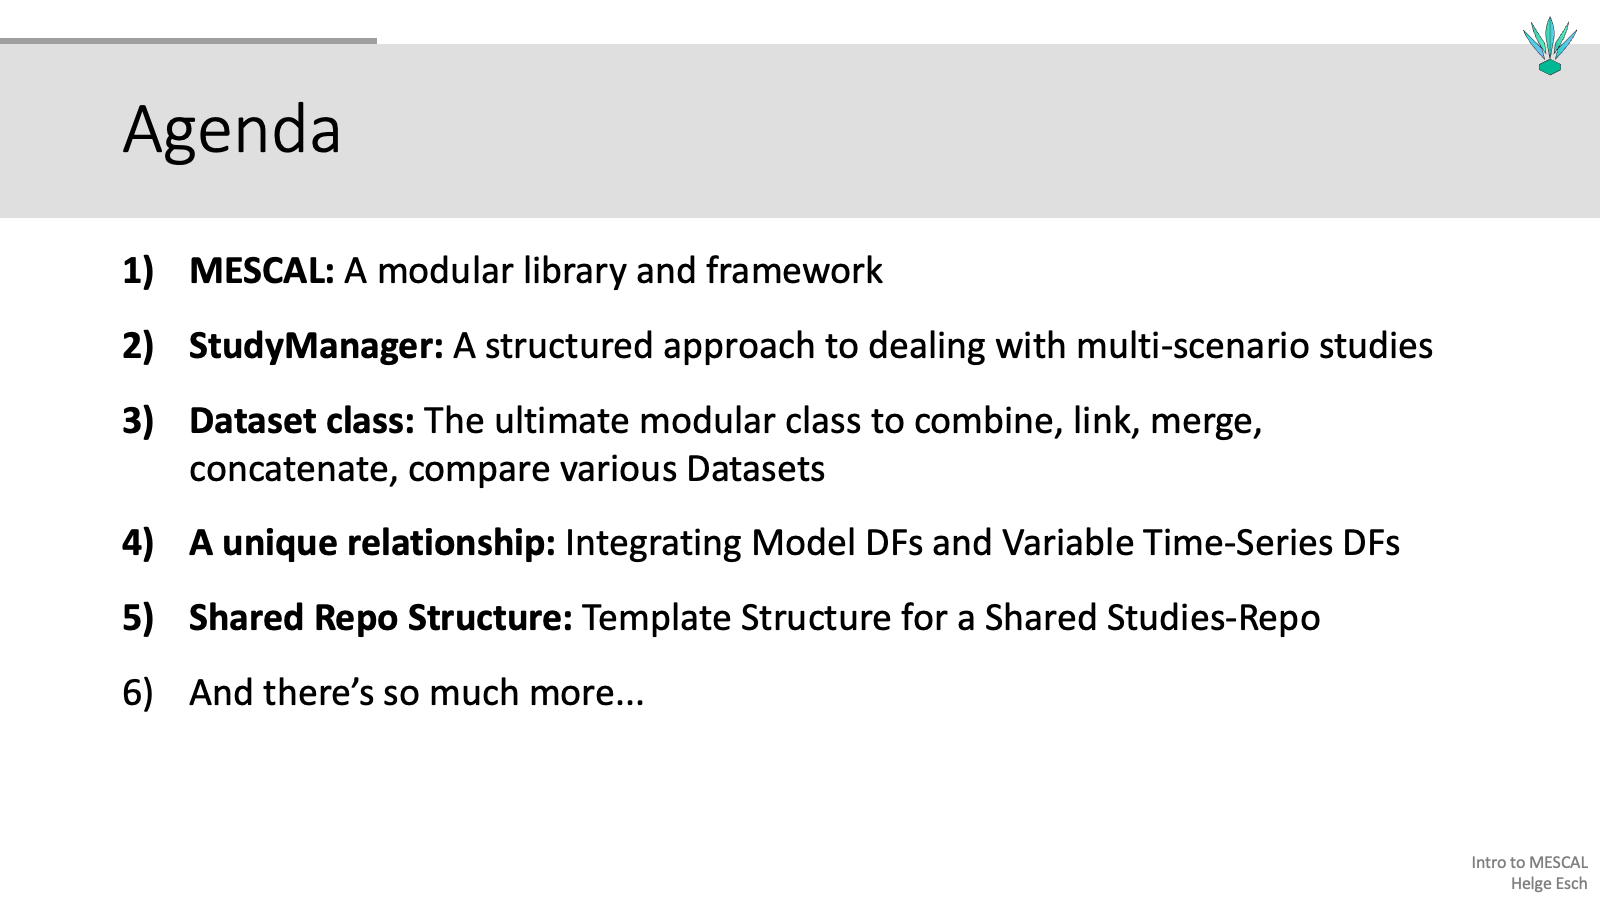 Agenda
1) MESCAL: A modular library and framework
2) StudyManager: A structured approach to dealing with multi-scenario studies
3) Dataset class: The ultimate modular class to combine, link, merge,
concatenate, compare various Datasets
4) A unique relationship: Integrating Model DFs and Variable Time-Series DFs
5) Shared Repo Structure: Template Structure for a Shared Studies-Repo
6) And there’s so much more...
Intro to MESCAL
Helge Esch